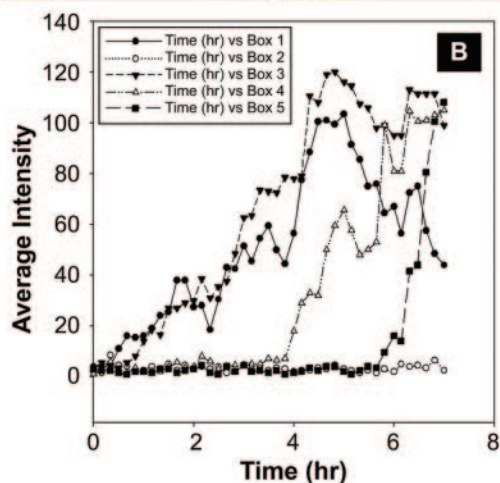 B
Time (hr) vs Box 1
Time (hr) vs Box 2
Time (hr) vs Box 3
Time (hr) vs Box 4
Time (hr) vs Box 5
140
120
100
80
60
40
20
0
Average Intensity
0 2 4 6 8
Time (hr)